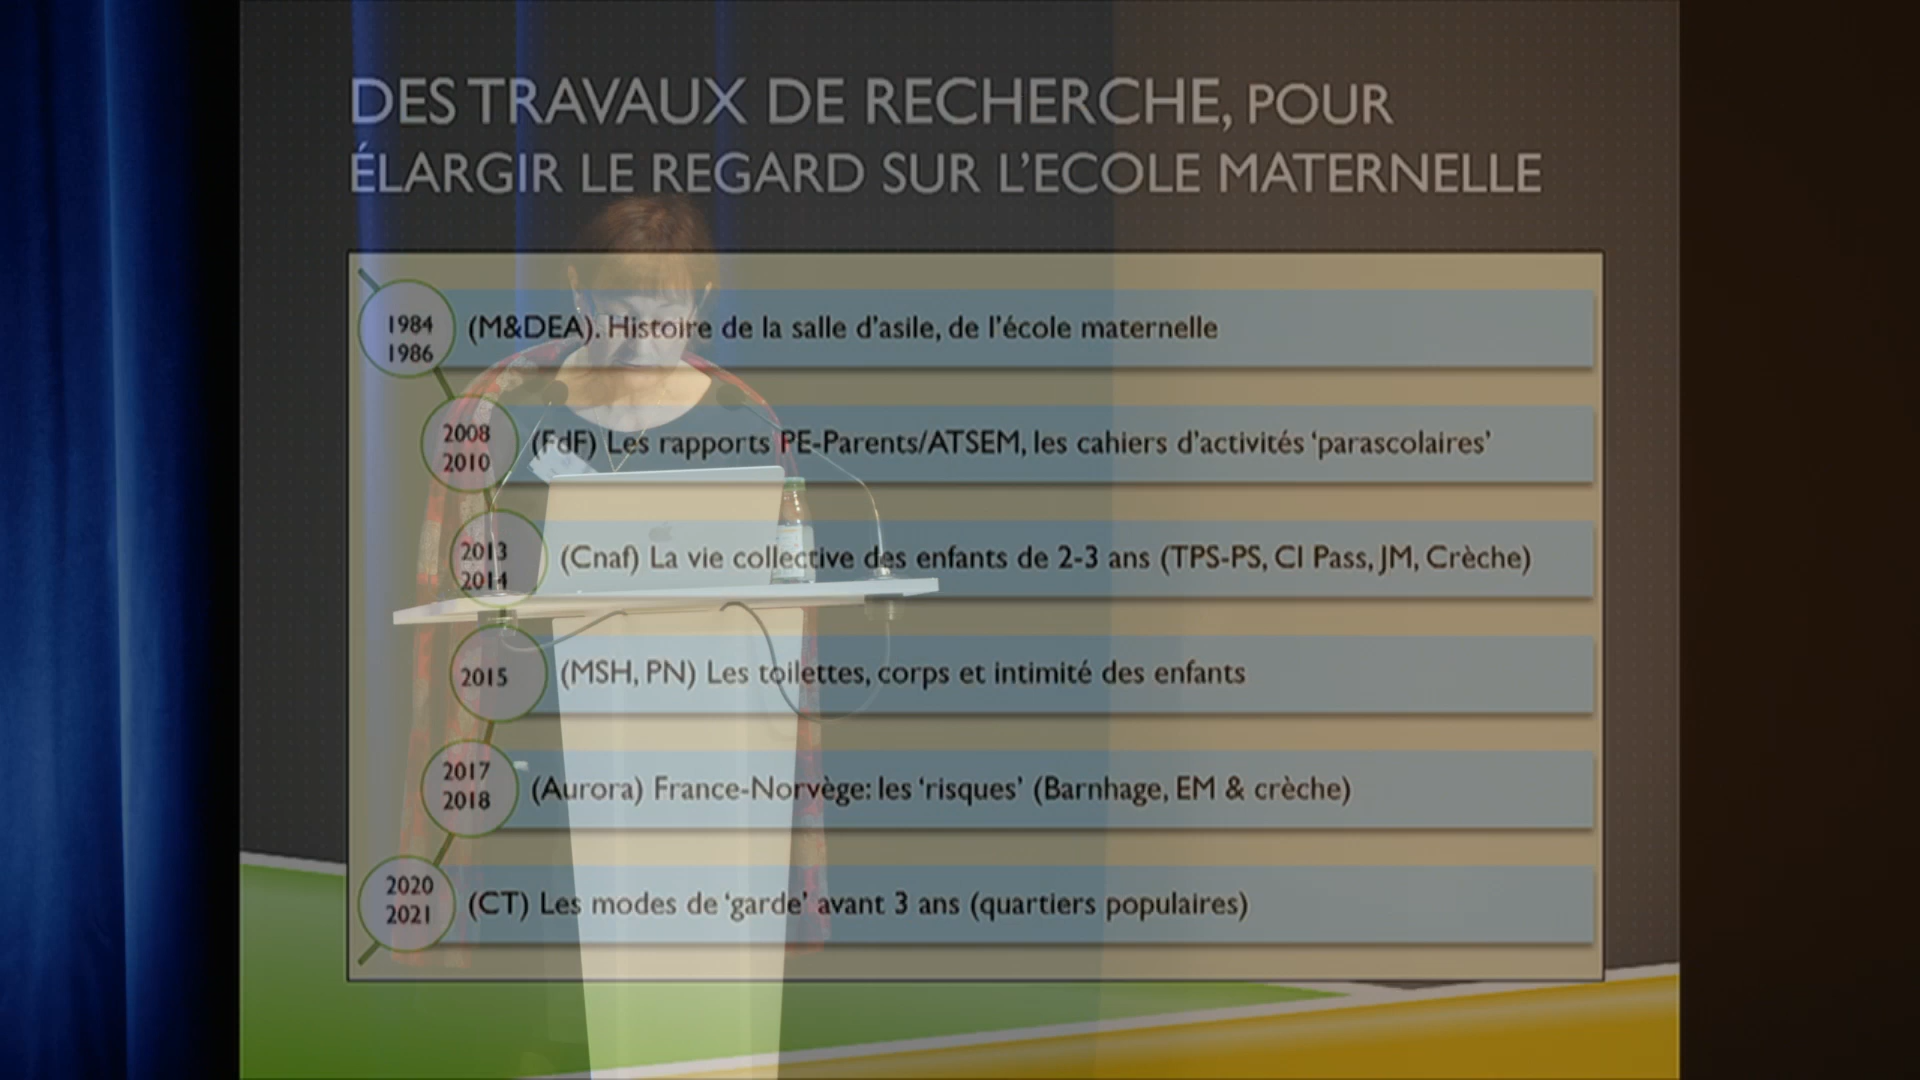 DES TRAVAUX DE RECHERCHE, POUR
ÉLARGIR LE REGARD SUR L'ECOLE MATERNELLE
1984
1986
(M&DEA). Histoire de la salle d'asile, de l'école maternelle
2008
2010
(FdF) Les rapports PE-Parents/ATSEM, les cahiers d'activités 'parascolaires'
2013
2014
(Cnaf) La vie collective des enfants de 2-3 ans (TPS-PS, CI Pass, JM, Crèche)
2015
(MSH, PN) Les toilettes, corps et intimité des enfants
2017
2018
(Aurora) France-Norvège: les 'risques' (Barnhage, EM & crèche)
2020
2021
(CT) Les modes de 'garde' avant 3 ans (quartiers populaires)